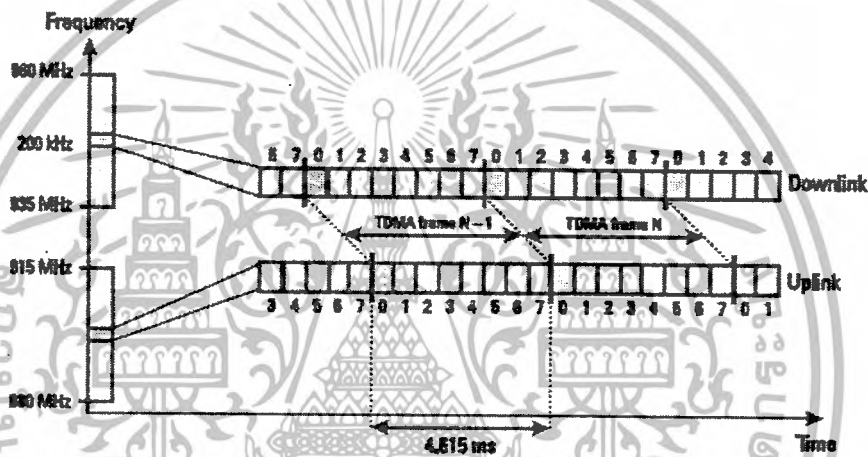 Frequency
960 MHz
200 kHz
6 7 0 1 2 3 4 5 6 7 0 1 2 3 4 5 6 7 0 1 2 3 4
Downlink
935 MHz
TDMA frame N – 1
TDMA frame N
915 MHz
Uplink
3 4 5 6 7 0 1 2 3 4 5 6 7 0 1 2 3 4 5 6 7 0 1
890 MHz
4.615 ms
Time